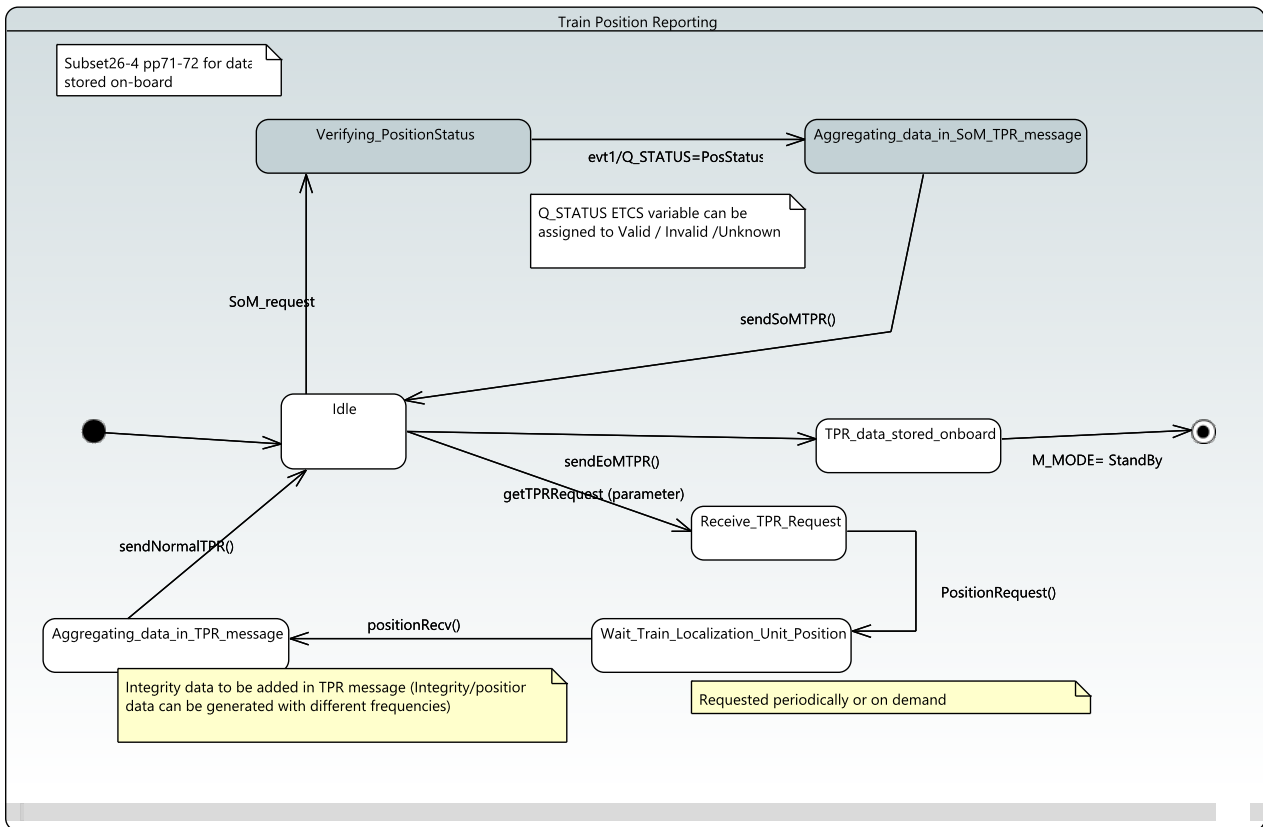 Train Position Reporting
Subset26-4 pp71-72 for data
stored on-board
Verifying_PositionStatus
Aggregating_data_in_SoM_TPR_message
evt1/Q_STATUS=PosStatus
Q_STATUS ETCS variable can be
assigned to Valid / Invalid /Unknown
SoM_request
sendSoMTPR()
Idle
TPR_data_stored_onboard
sendEoMTPR()
M_MODE= StandBy
getTPRRequest (parameter)
Receive_TPR_Request
sendNormalTPR()
PositionRequest()
positionRecv()
Aggregating_data_in_TPR_message
Wait_Train_Localization_Unit_Position
Integrity data to be added in TPR message (Integrity/position
data can be generated with different frequencies)
Requested periodically or on demand